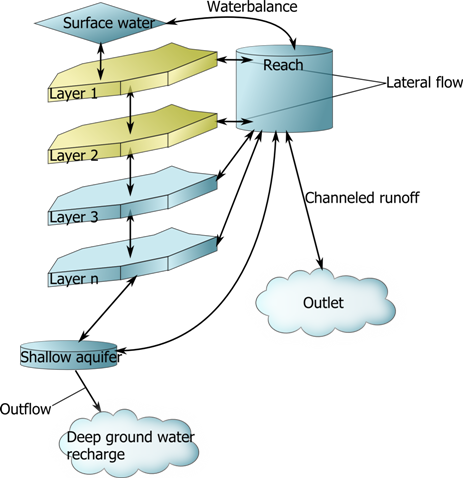 Waterbalance
Surface water
Reach
Layer 1
Lateral flow
Layer 2
Layer 3
Channeled runoff
Layer n
Outlet
Shallow aquifer
Outflow
Deep ground water
recharge